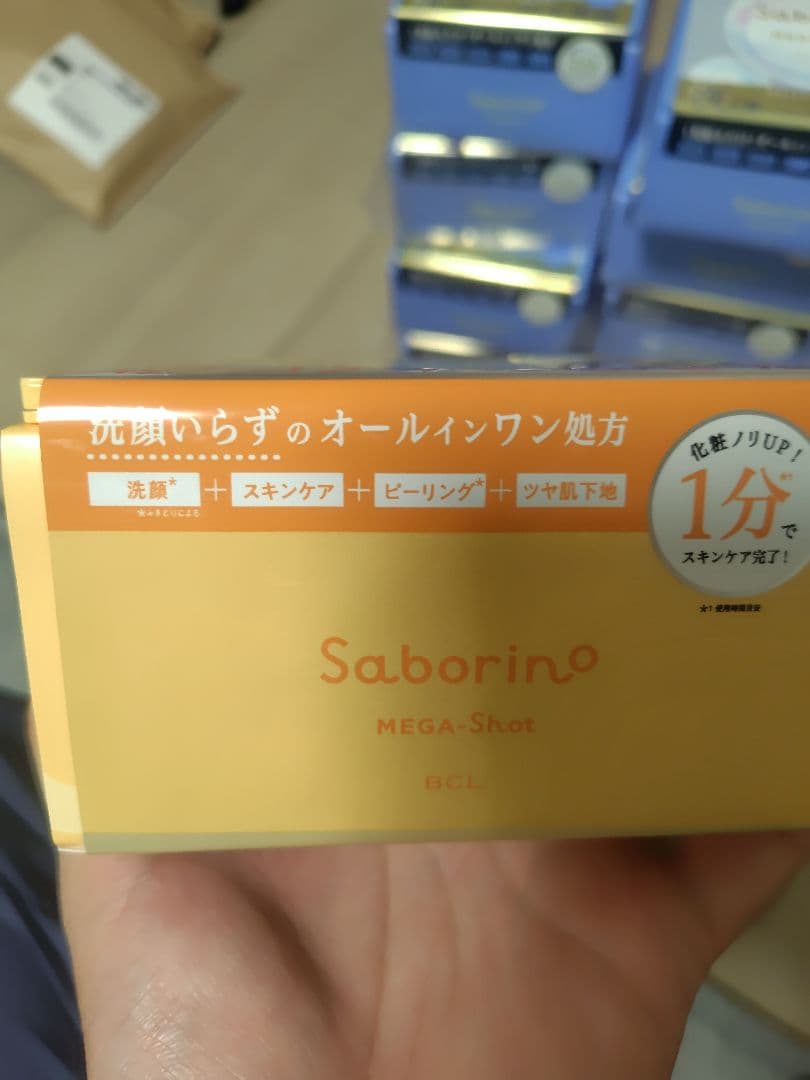 洗顔いらずのオールインワン処方
洗顔* + スキンケア + ピーリング* + ツヤ肌下地
*ふきとりによる
化粧ノリUP!
1分*1で
スキンケア完了!
*1 使用時間目安
Saborino
MEGA-Shot
BCL